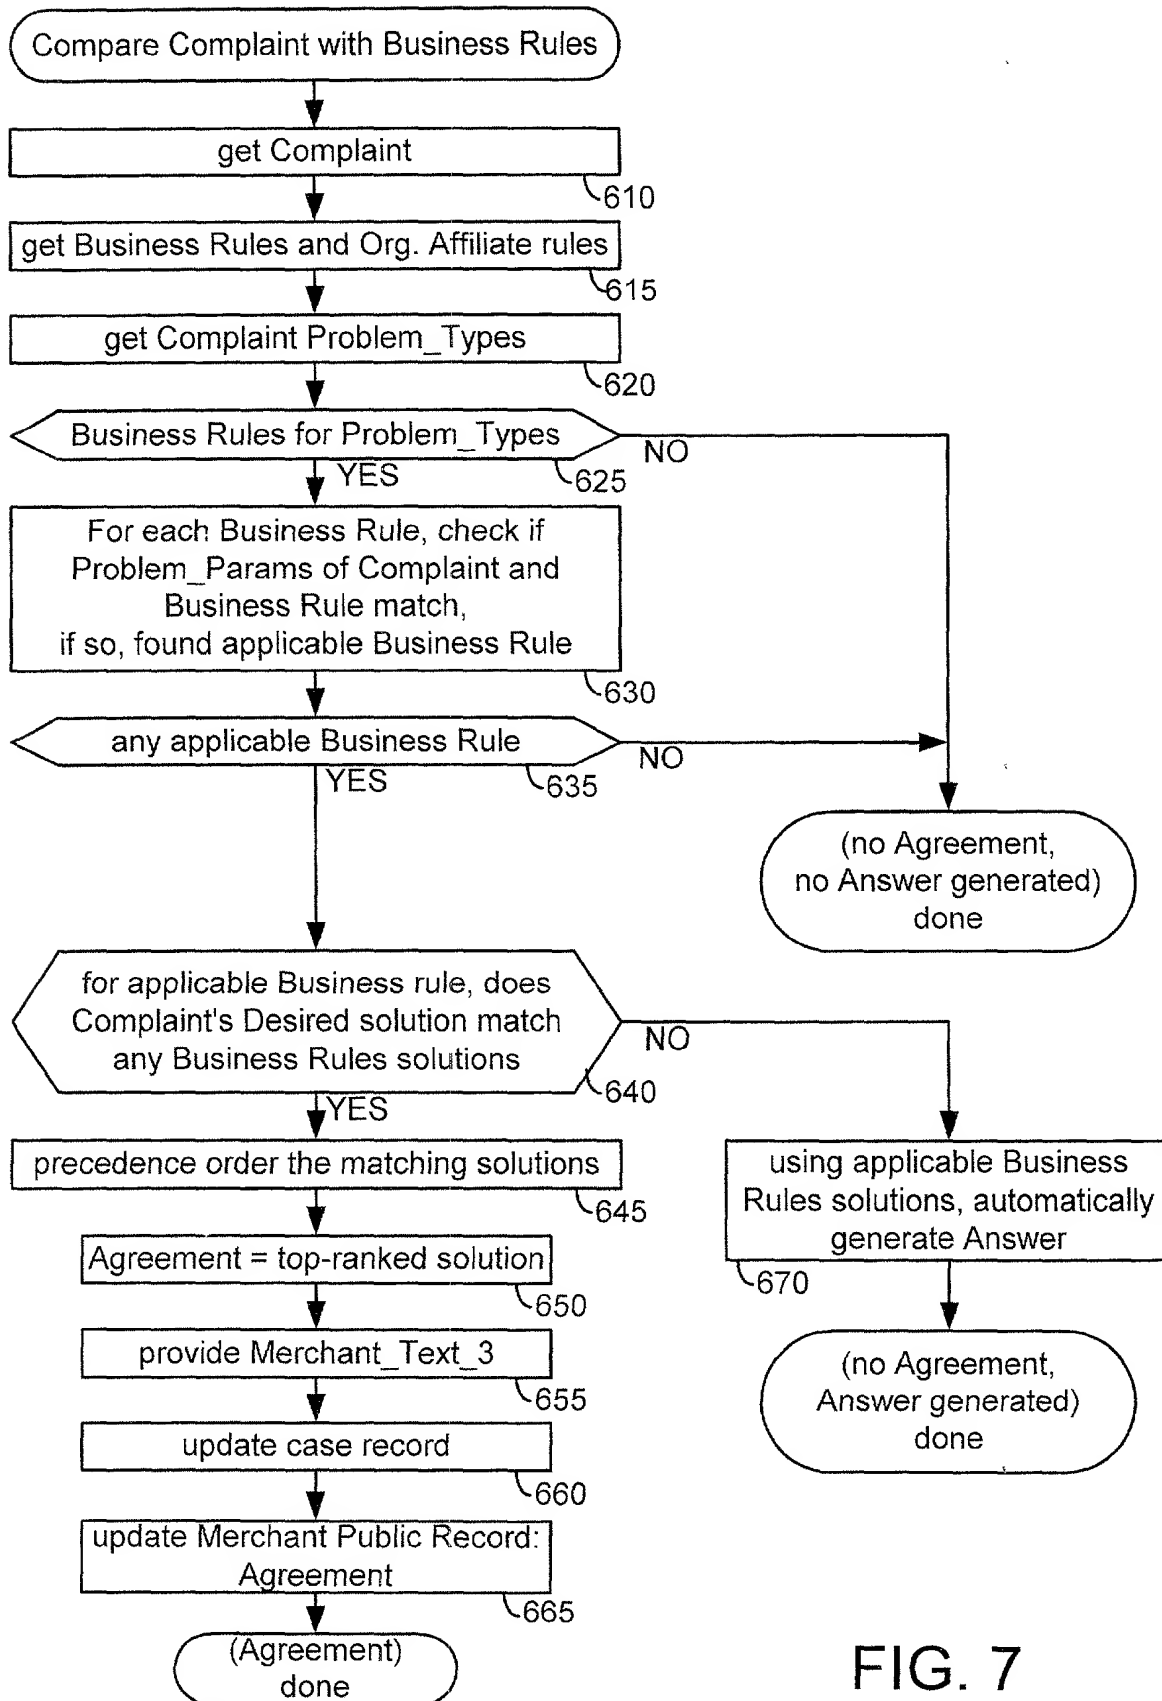 Compare Complaint with Business Rules
get Complaint
610
get Business Rules and Org. Affiliate rules
615
get Complaint Problem_Types
620
Business Rules for Problem_Types
NO
YES
625
For each Business Rule, check if
Problem_Params of Complaint and
Business Rule match,
if so, found applicable Business Rule
630
any applicable Business Rule
NO
YES
635
(no Agreement,
no Answer generated)
done
for applicable Business rule, does
Complaint's Desired solution match
any Business Rules solutions
NO
640
YES
precedence order the matching solutions
645
using applicable Business
Rules solutions, automatically
generate Answer
670
Agreement = top-ranked solution
650
provide Merchant_Text_3
655
(no Agreement,
Answer generated)
done
update case record
660
update Merchant Public Record:
Agreement
665
(Agreement)
done
FIG. 7